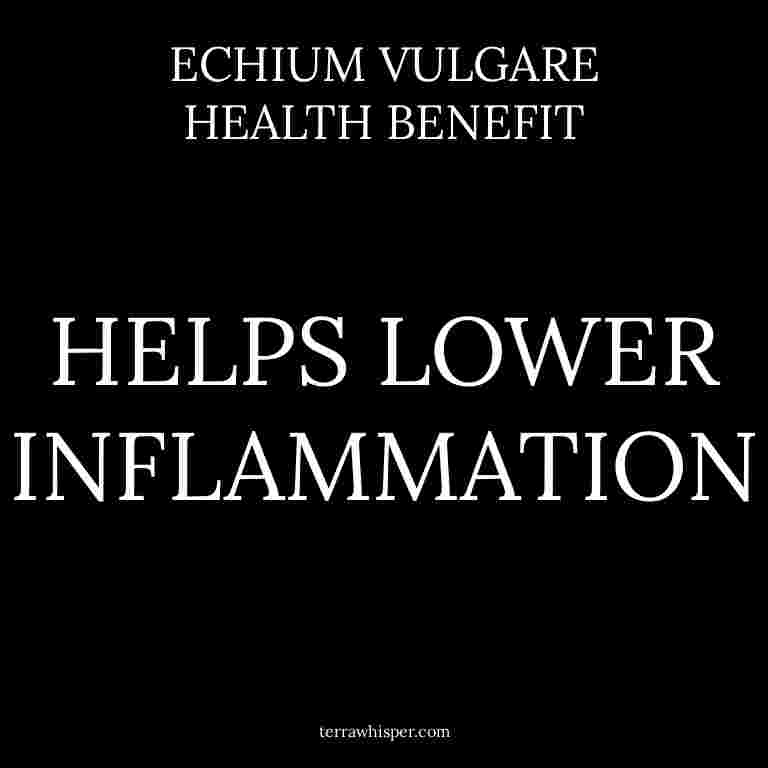 ECHIUM VULGARE
HEALTH BENEFIT
HELPS LOWER
INFLAMMATION
terrawhisper.com